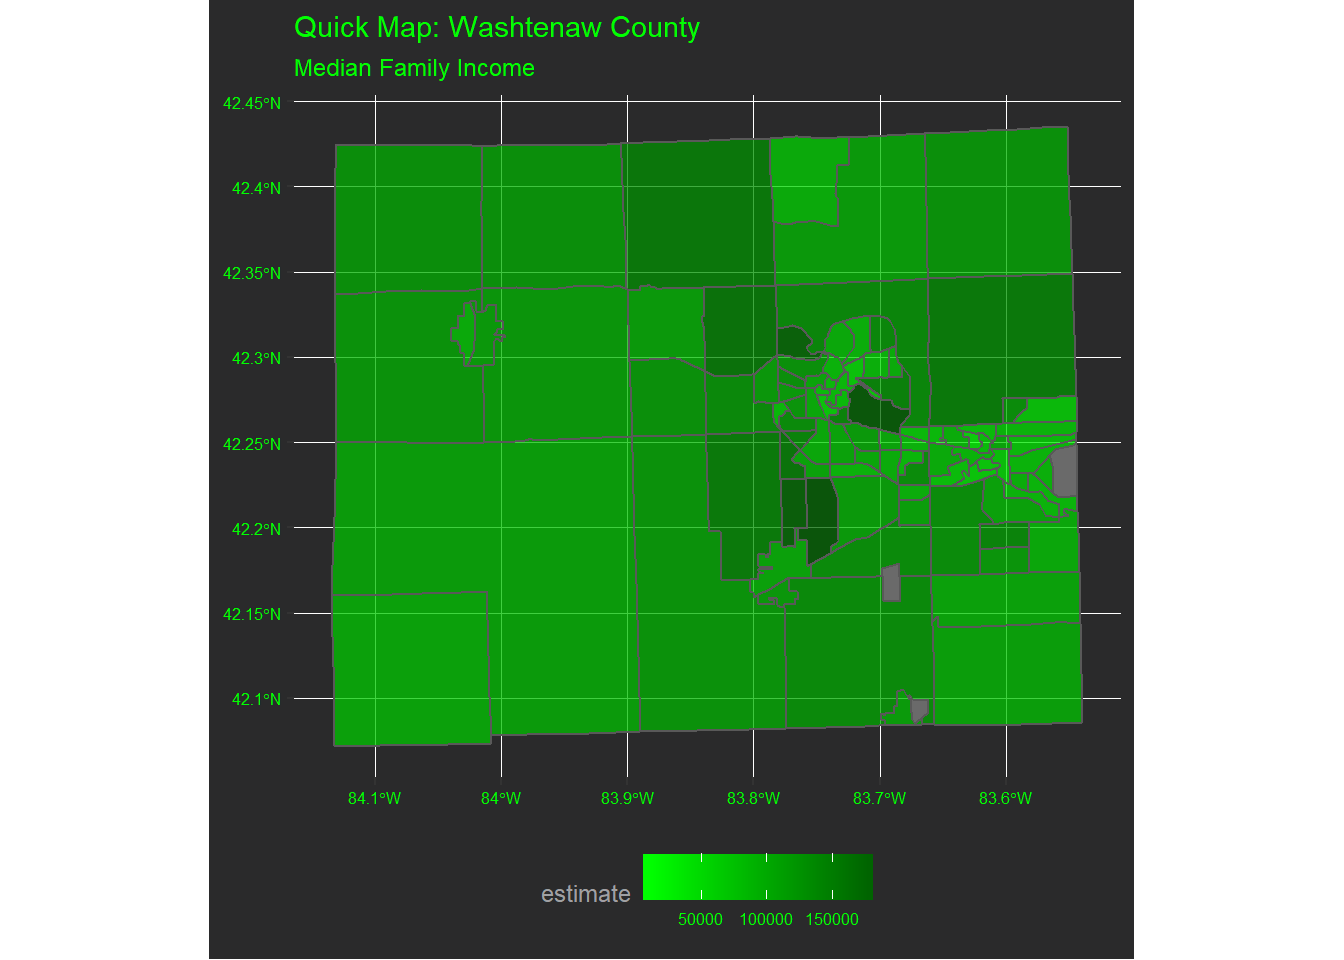 Quick Map: Washtenaw County
Median Family Income
42.45°N
42.4°N
42.35°N
42.3°N
42.25°N
42.2°N
42.15°N
42.1°N
84.1°W 84°W 83.9°W 83.8°W 83.7°W 83.6°W
estimate
50000 100000 150000